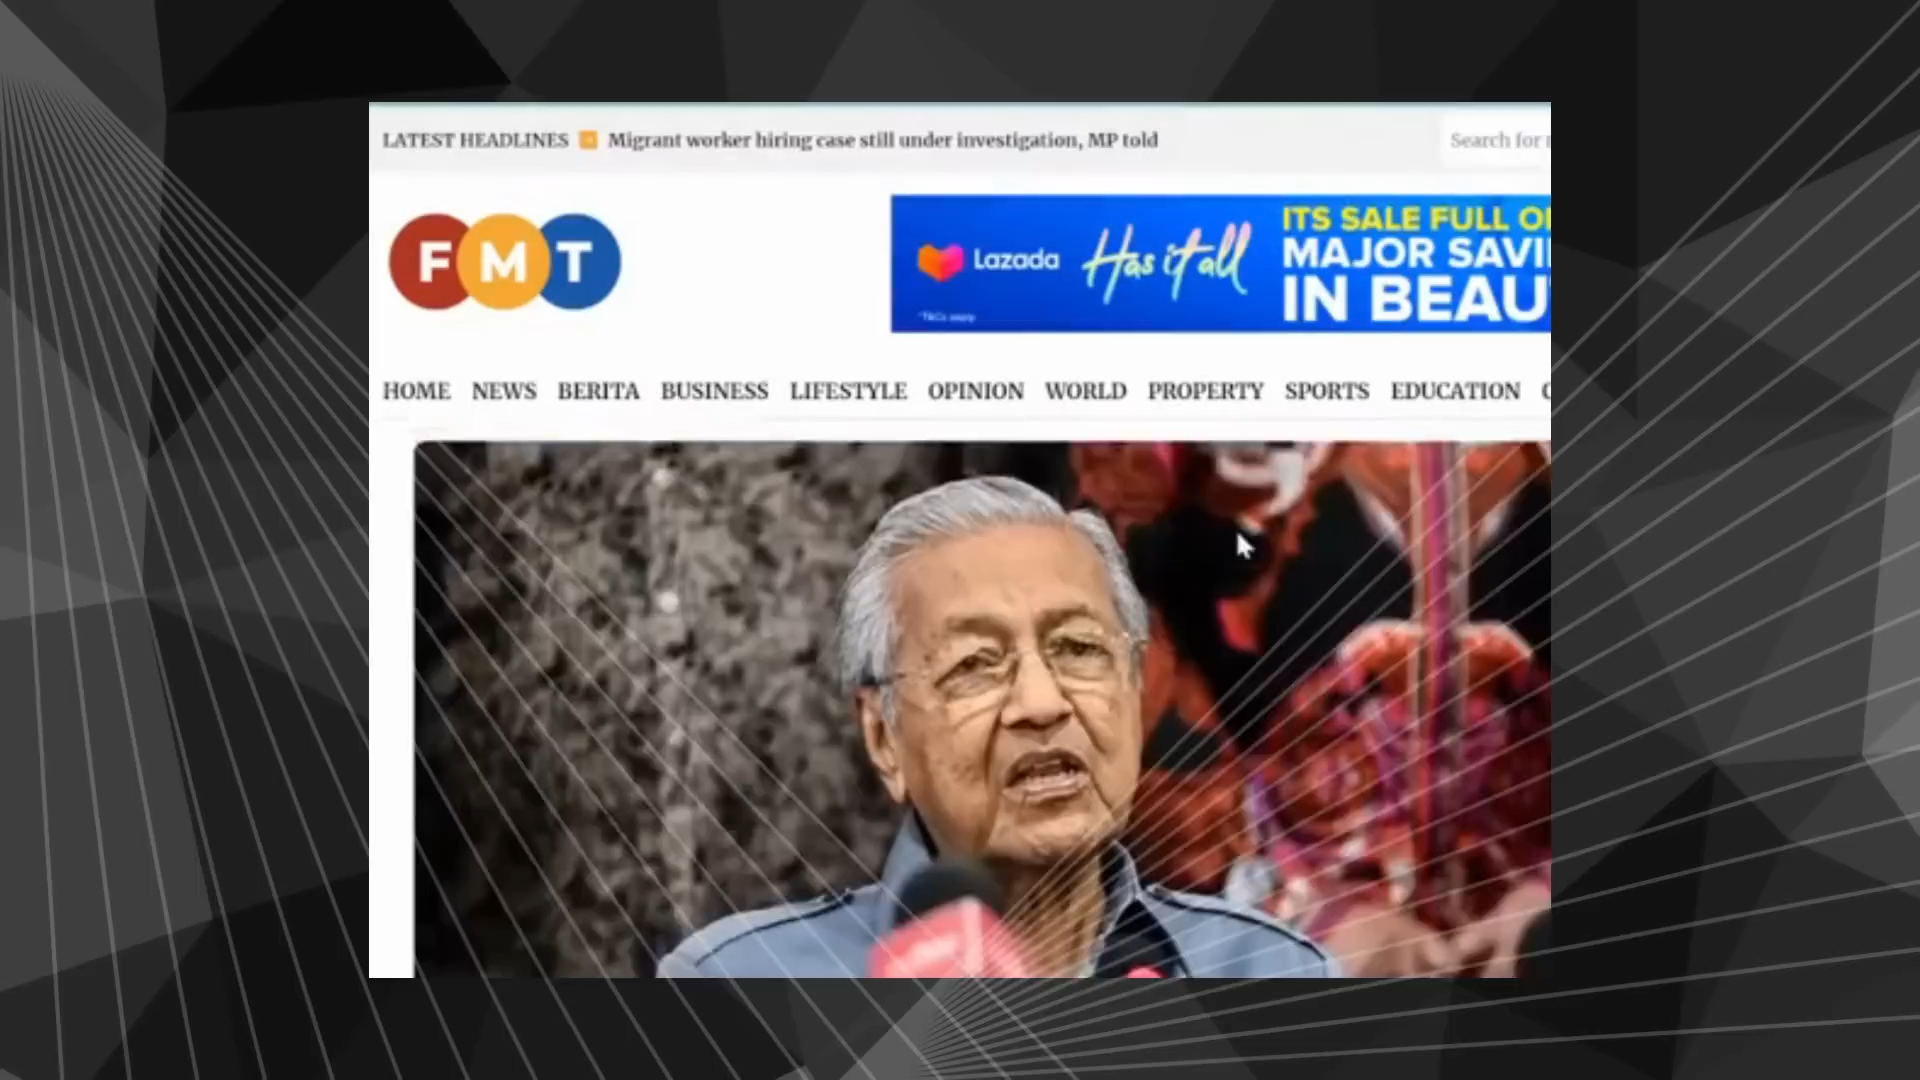 LATEST HEADLINES Migrant worker hiring case still under investigation, MP told
Search for
FMT
Lazada
Has it all
ITS SALE FULL
MAJOR SAVI
IN BEAU
HOME NEWS BERITA BUSINESS LIFESTYLE OPINION WORLD PROPERTY SPORTS EDUCATION